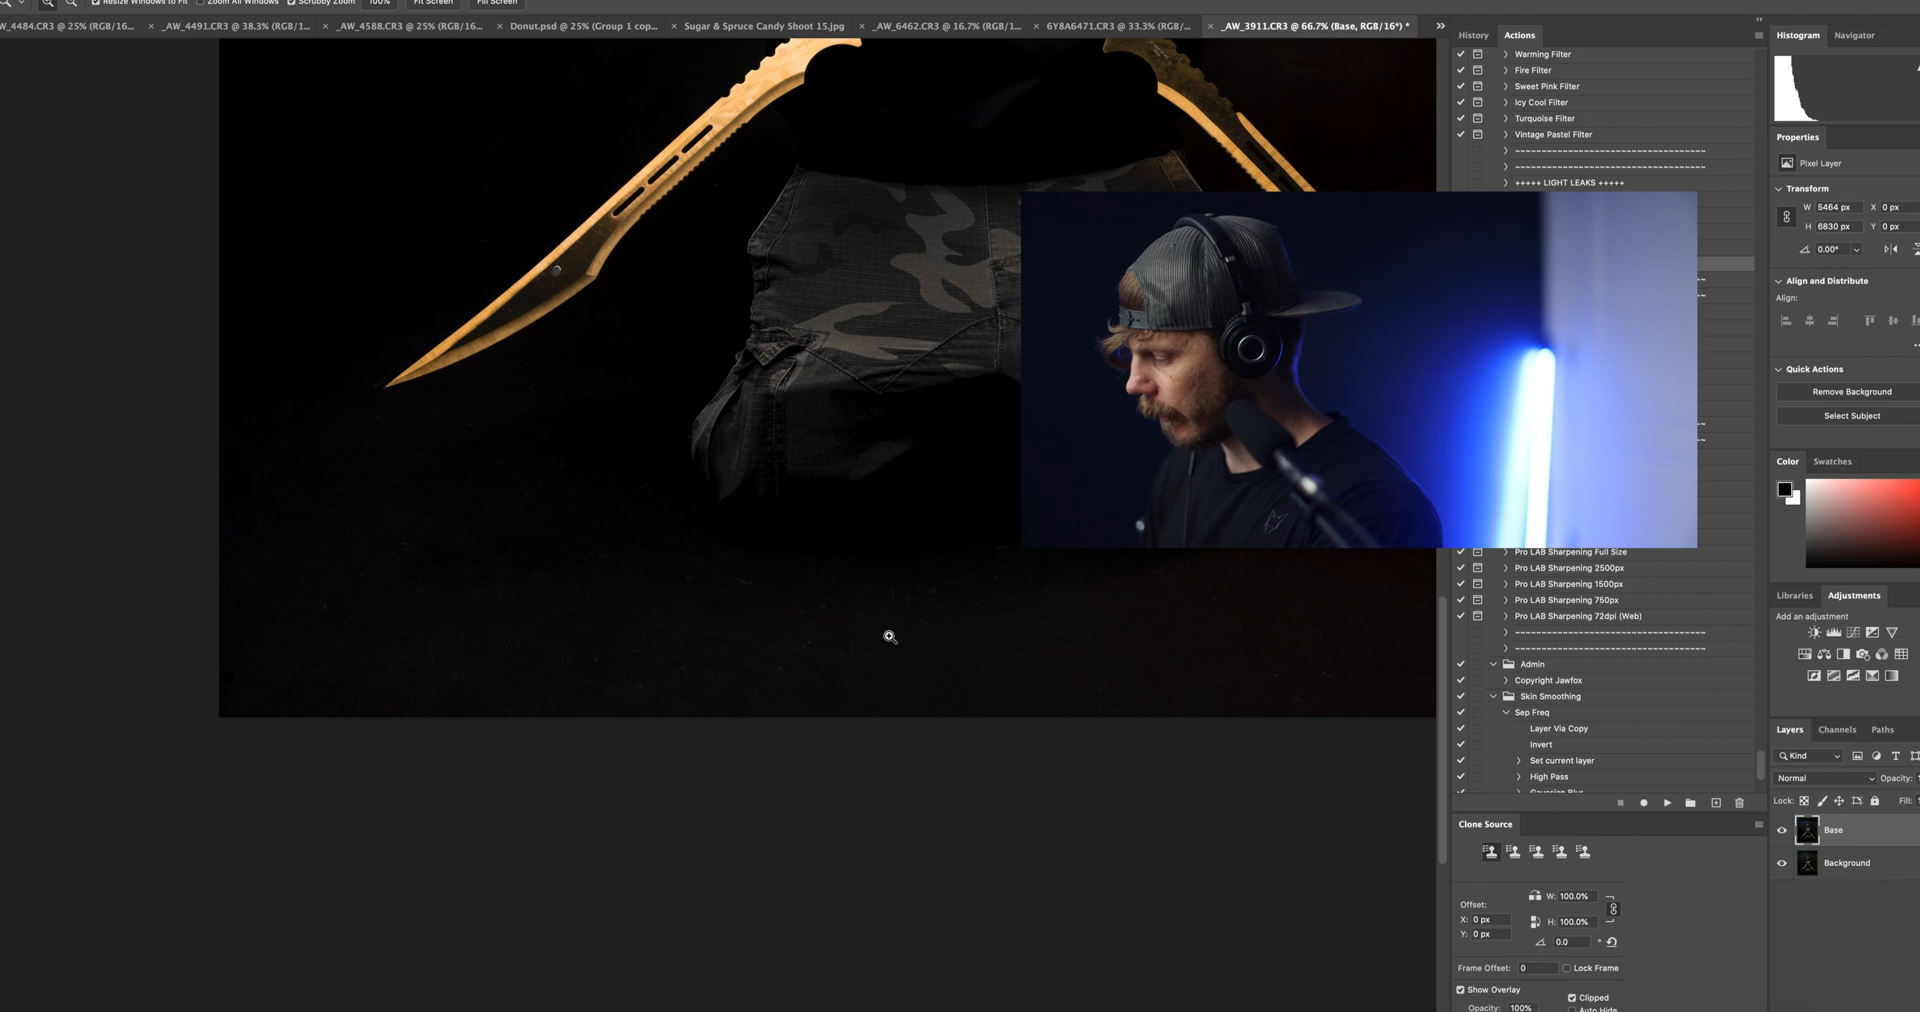 Resize Windows to Fit
Zoom All Windows
Scrubby Zoom
100%
Fit Screen
Fill Screen
W_4484.CR3 @ 25% (RGB/16...
_AW_4491.CR3 @ 38.3% (RGB/1...
_AW_4588.CR3 @ 25% (RGB/16...
Donut.psd @ 25% (Group 1 cop...
Sugar & Spruce Candy Shoot 15.jpg
_AW_6462.CR3 @ 16.7% (RGB/1...
6Y8A6471.CR3 @ 33.3% (RGB/...
_AW_3911.CR3 @ 66.7% (Base, RGB/16*) *
History
Actions
Warming Filter
Fire Filter
Sweet Pink Filter
Icy Cool Filter
Turquoise Filter
Vintage Pastel Filter
+++++ LIGHT LEAKS +++++
Pro LAB Sharpening Full Size
Pro LAB Sharpening 2500px
Pro LAB Sharpening 1500px
Pro LAB Sharpening 750px
Pro LAB Sharpening 72dpi (Web)
Admin
Copyright Jawfox
Skin Smoothing
Sep Freq
Layer Via Copy
Invert
Set current layer
High Pass
Gaussian Blur
Clone Source
Offset:
W: 100.0%
X: 0 px
H: 100.0%
Y: 0 px
0.0 °
Frame Offset: 0
Lock Frame
Show Overlay
Clipped
Opacity: 100%
Auto Hide
Histogram
Navigator
Properties
Pixel Layer
Transform
W 5464 px X 0 px
H 6830 px Y 0 px
0.00°
Align and Distribute
Align:
Quick Actions
Remove Background
Select Subject
Color
Swatches
Libraries
Adjustments
Add an adjustment
Layers
Channels
Paths
Kind
Normal
Opacity: 1
Lock:
Fill:
Base
Background